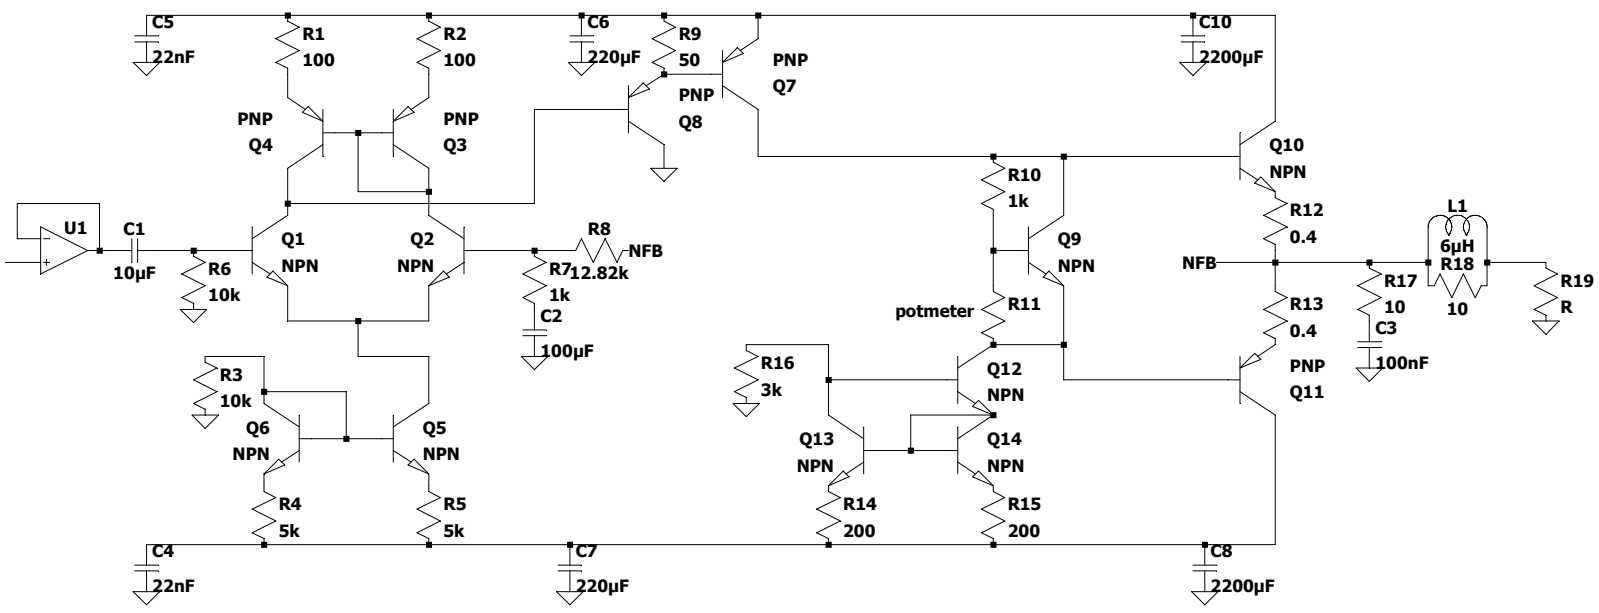 C5
22nF
R1
100
R2
100
C6
220µF
R9
50
PNP
Q7
C10
2200µF
PNP
Q4
PNP
Q3
PNP
Q8
Q10
NPN
R10
1k
U1
C1
10µF
R6
10k
Q1
NPN
Q2
NPN
R8
12.82k
NFB
R7
1k
C2
100µF
Q9
NPN
R12
0.4
NFB
L1
6µH
R18
10
R17
10
C3
100nF
R19
R
potmeter
R11
R13
0.4
PNP
Q11
R3
10k
R16
3k
Q12
NPN
Q6
NPN
Q5
NPN
Q13
NPN
Q14
NPN
R4
5k
R5
5k
R14
200
R15
200
C4
22nF
C7
220µF
C8
2200µF